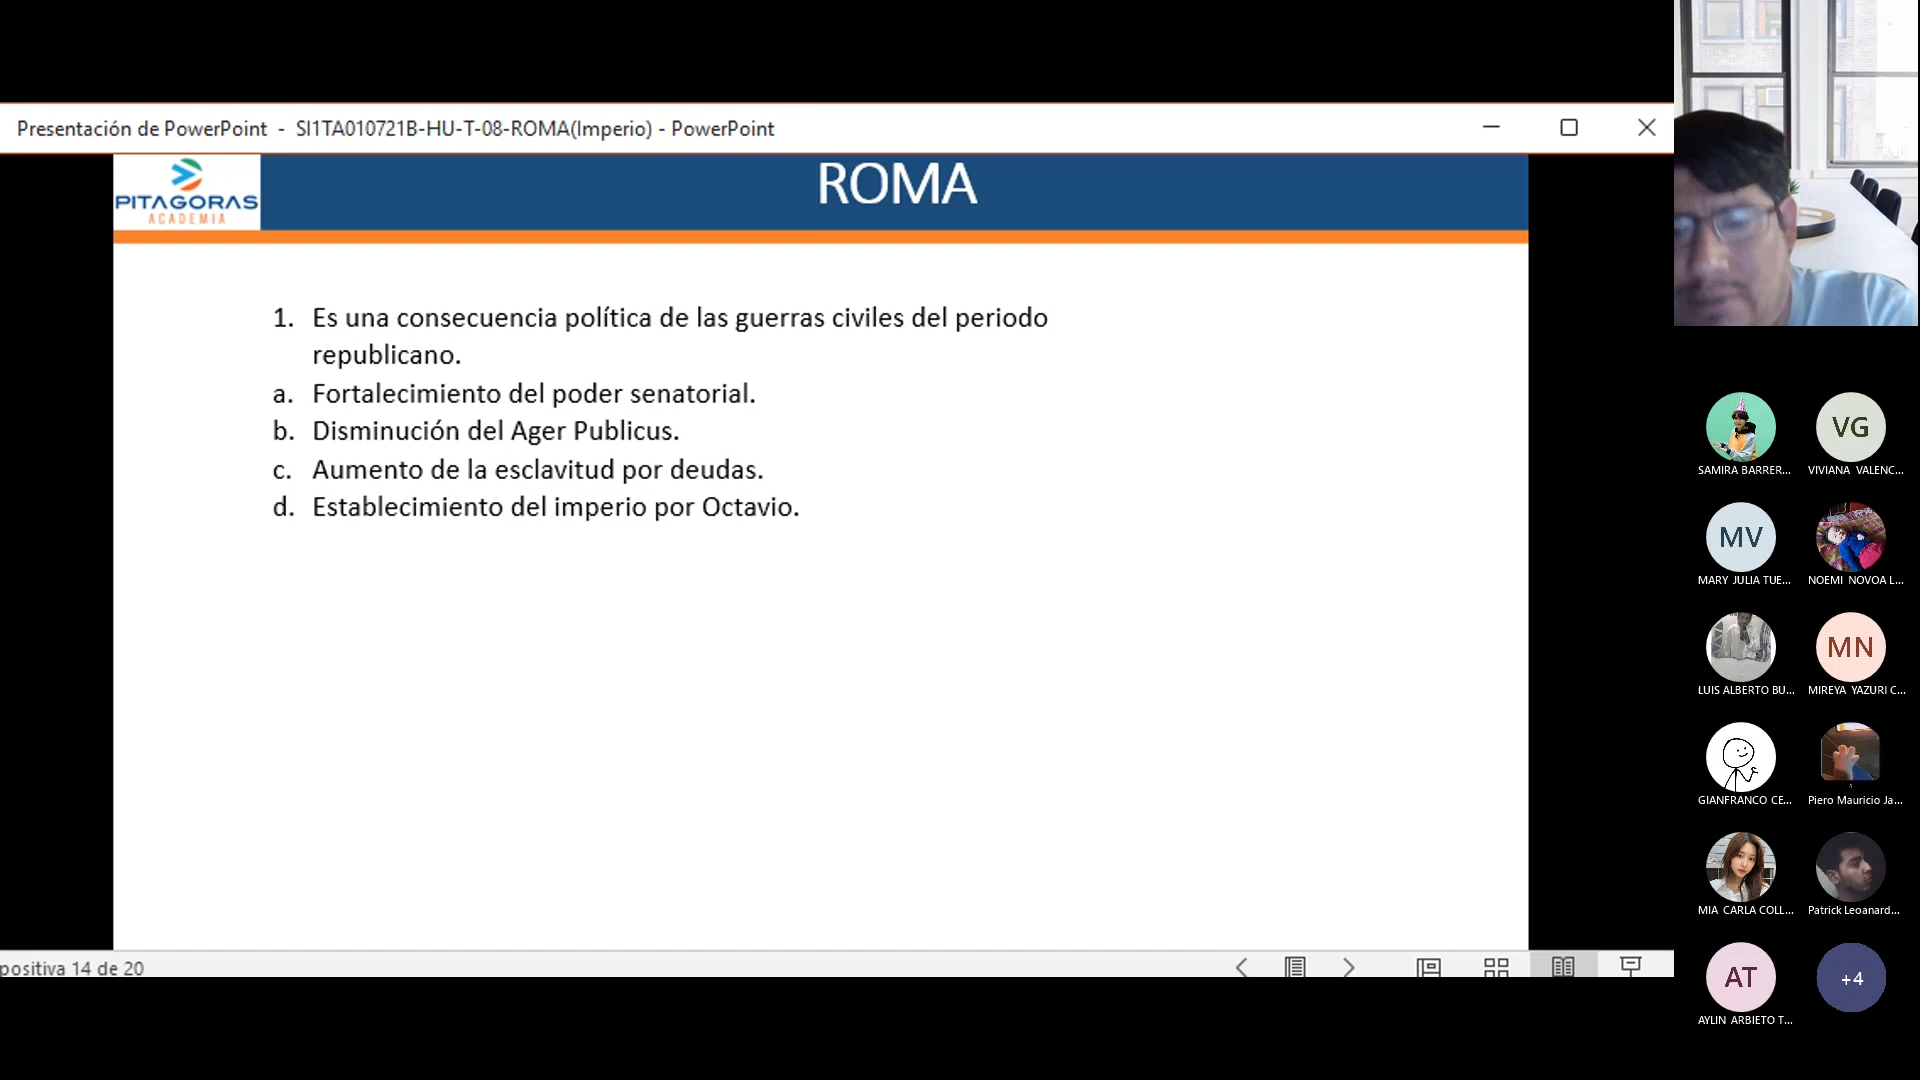 Presentación de PowerPoint - SI1TA010721B-HU-T-08-ROMA(Imperio) - PowerPoint
PITAGORAS
ACADEMIA
ROMA
1. Es una consecuencia política de las guerras civiles del periodo
republicano.
a. Fortalecimiento del poder senatorial.
b. Disminución del Ager Publicus.
c. Aumento de la esclavitud por deudas.
d. Establecimiento del imperio por Octavio.
positiva 14 de 20
SAMIRA BARRER...
VG
VIVIANA VALENC...
MV
MARY JULIA TUE...
NOEMI NOVOA L...
LUIS ALBERTO BU...
MN
MIREYA YAZURI C...
GIANFRANCO CE...
Piero Mauricio Ja...
MIA CARLA COLL...
Patrick Leoanard...
AT
AYLIN ARBIETO T...
+4